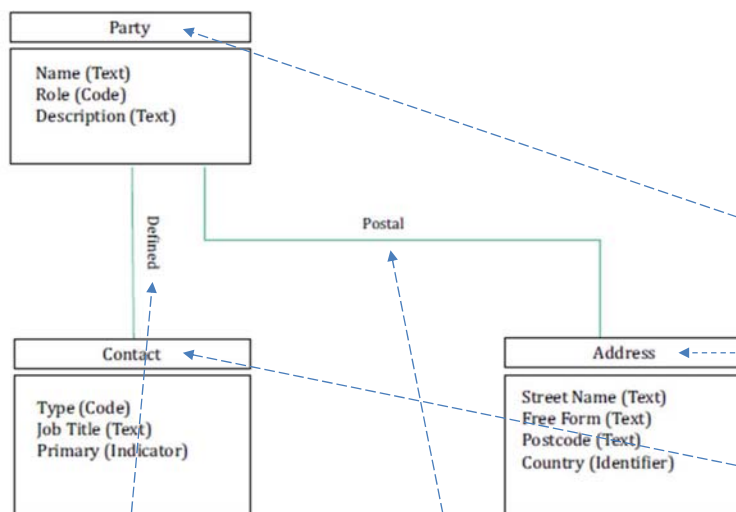 Party
Name (Text)
Role (Code)
Description (Text)
Defined
Postal
Contact
Type (Code)
Job Title (Text)
Primary (Indicator)
Address
Street Name (Text)
Free Form (Text)
Postcode (Text)
Country (Identifier)